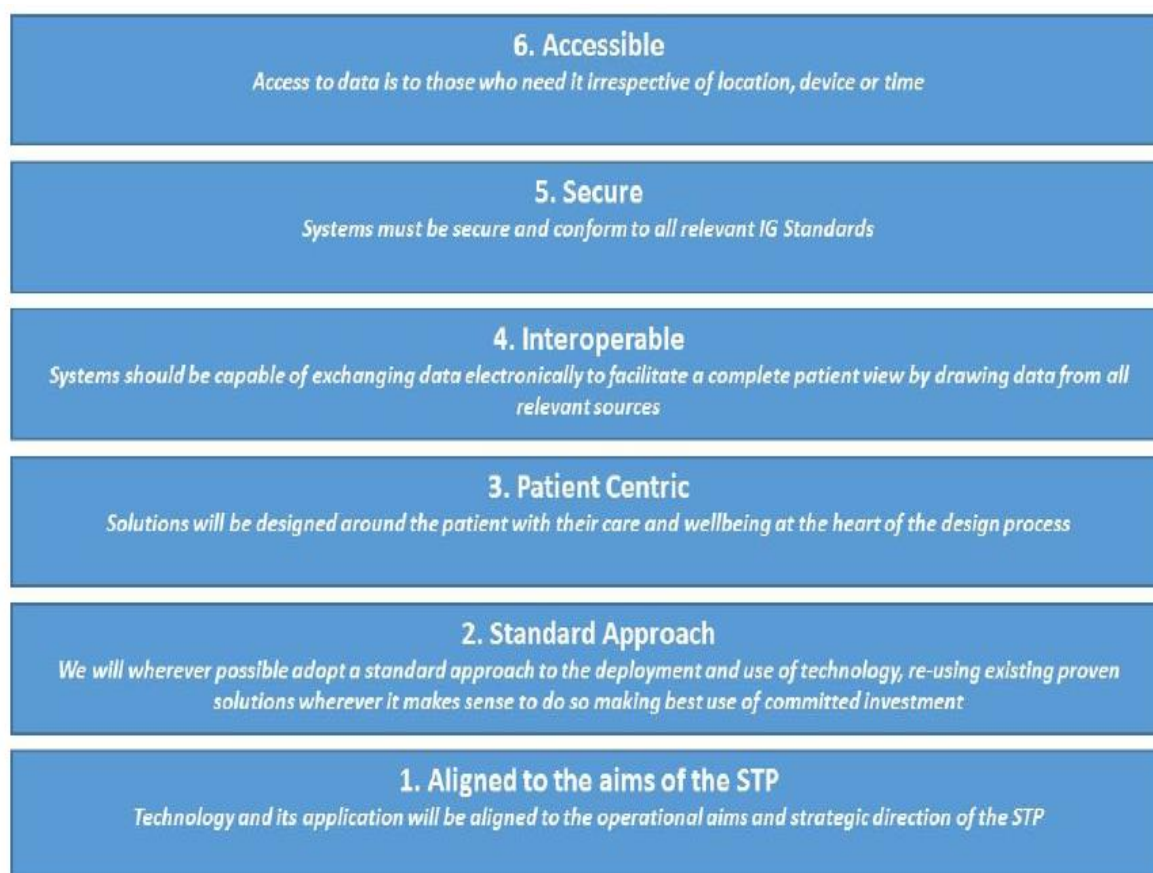 6. Accessible
Access to data is to those who need it irrespective of location, device or time
5. Secure
Systems must be secure and conform to all relevant IG Standards
4. Interoperable
Systems should be capable of exchanging data electronically to facilitate a complete patient view by drawing data from all
relevant sources
3. Patient Centric
Solutions will be designed around the patient with their care and wellbeing at the heart of the design process
2. Standard Approach
We will wherever possible adopt a standard approach to the deployment and use of technology, re-using existing proven
solutions wherever it makes sense to do so making best use of committed investment
1. Aligned to the aims of the STP
Technology and its application will be aligned to the operational aims and strategic direction of the STP